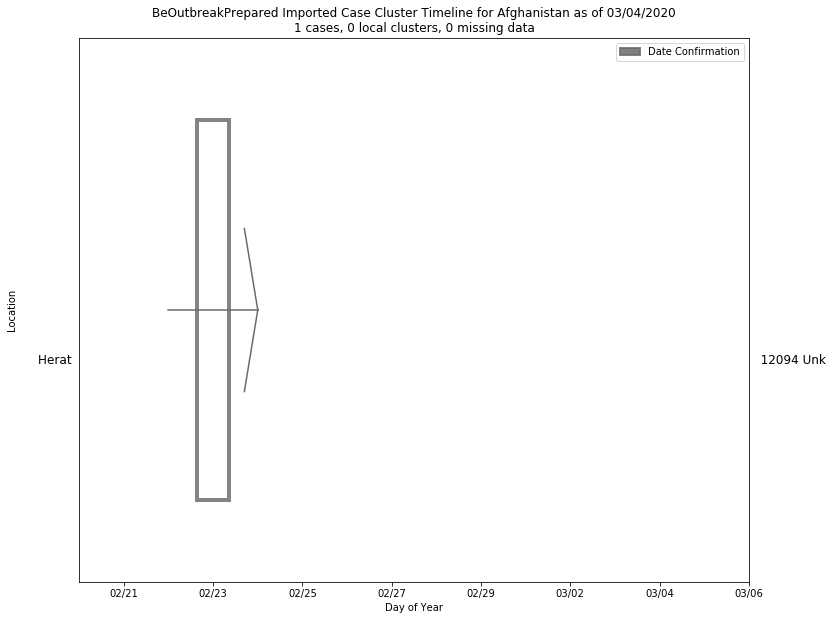 BeOutbreakPrepared Imported Case Cluster Timeline for Afghanistan as of 03/04/2020
1 cases, 0 local clusters, 0 missing data
Date Confirmation
Location
Herat
12094 Unk
02/21 02/23 02/25 02/27 02/29 03/02 03/04 03/06
Day of Year